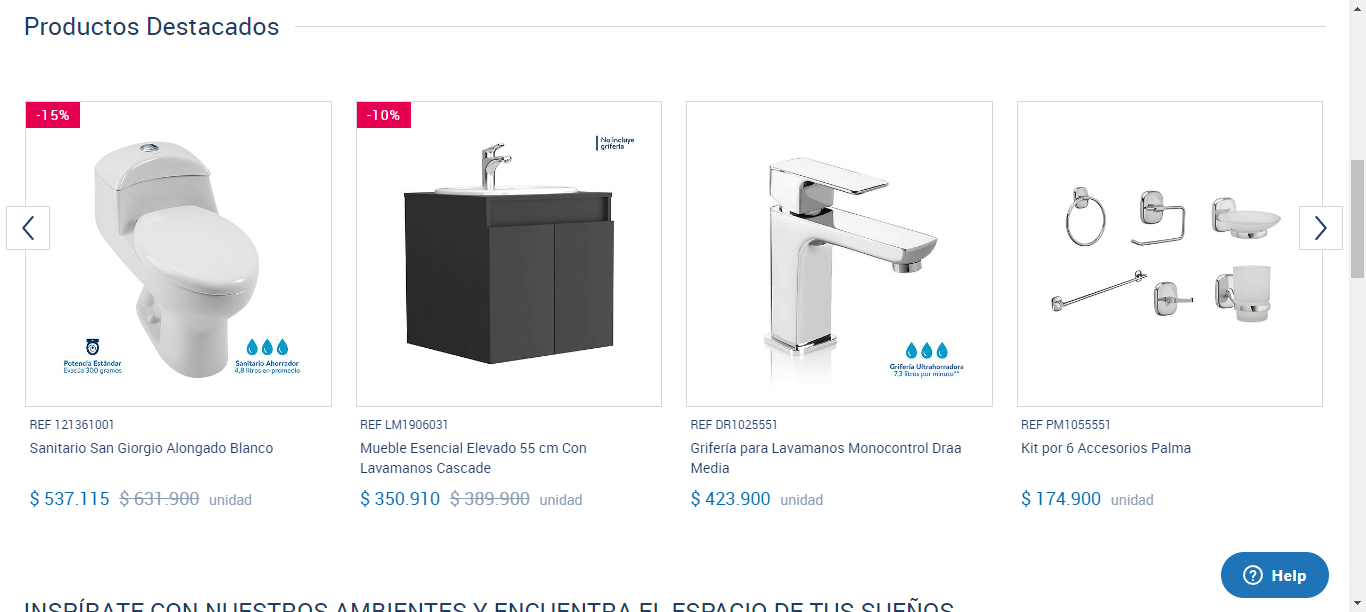 Productos Destacados
-15%
Potencia Estándar
Evacúa 300 gramos
Sanitario Ahorrador
4,8 litros en promedio
REF 121361001
Sanitario San Giorgio Alongado Blanco
$ 537.115 $ 631.900 unidad
-10%
No incluye
grifería
REF LM1906031
Mueble Esencial Elevado 55 cm Con
Lavamanos Cascade
$ 350.910 $ 389.900 unidad
Grifería Ultrahorradora
7,3 litros por minuto**
REF DR1025551
Grifería para Lavamanos Monocontrol Draa
Media
$ 423.900 unidad
REF PM1055551
Kit por 6 Accesorios Palma
$ 174.900 unidad
Help
INSPÍRATE CON NUESTROS AMBIENTES Y ENCUENTRA EL ESPACIO DE TUS SUEÑOS